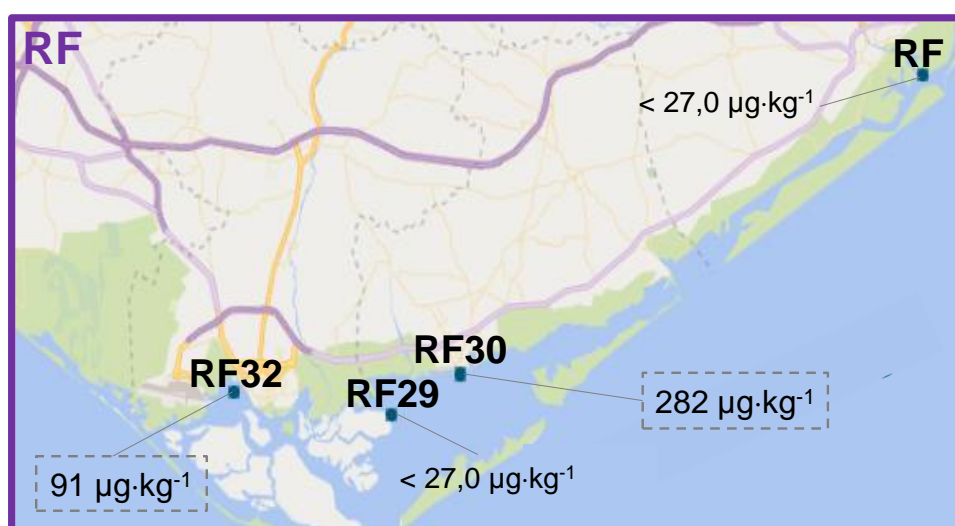 RF
RF
< 27,0 µg·kg⁻¹
RF30
RF32
RF29
282 µg·kg⁻¹
91 µg·kg⁻¹
< 27,0 µg·kg⁻¹